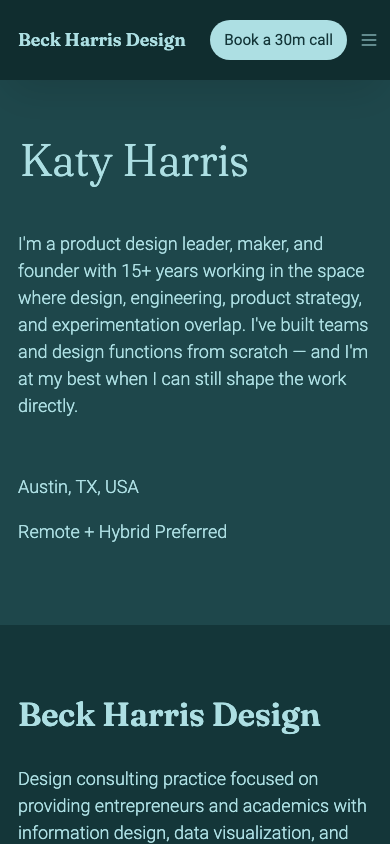 Beck Harris Design
Book a 30m call
Katy Harris
I'm a product design leader, maker, and
founder with 15+ years working in the space
where design, engineering, product strategy,
and experimentation overlap. I've built teams
and design functions from scratch — and I'm
at my best when I can still shape the work
directly.
Austin, TX, USA
Remote + Hybrid Preferred
Beck Harris Design
Design consulting practice focused on
providing entrepreneurs and academics with
information design, data visualization, and